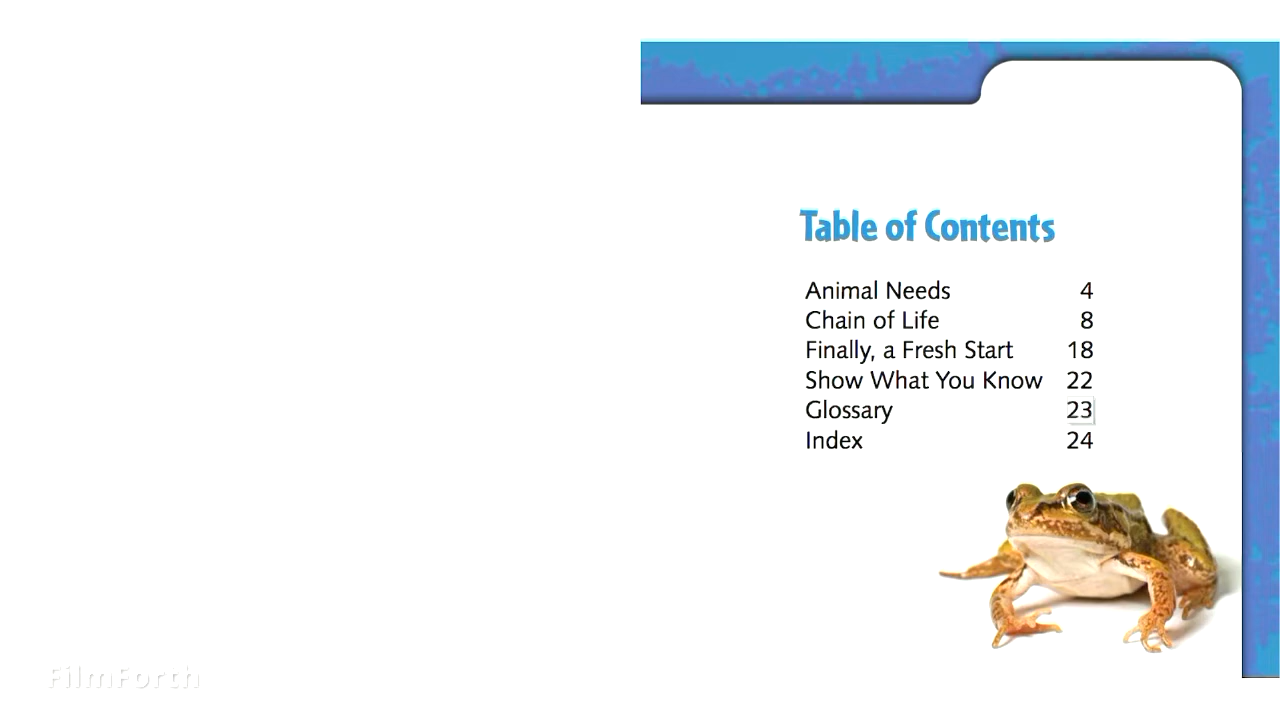 Table of Contents
Animal Needs 4
Chain of Life 8
Finally, a Fresh Start 18
Show What You Know 22
Glossary 23
Index 24
FilmForth